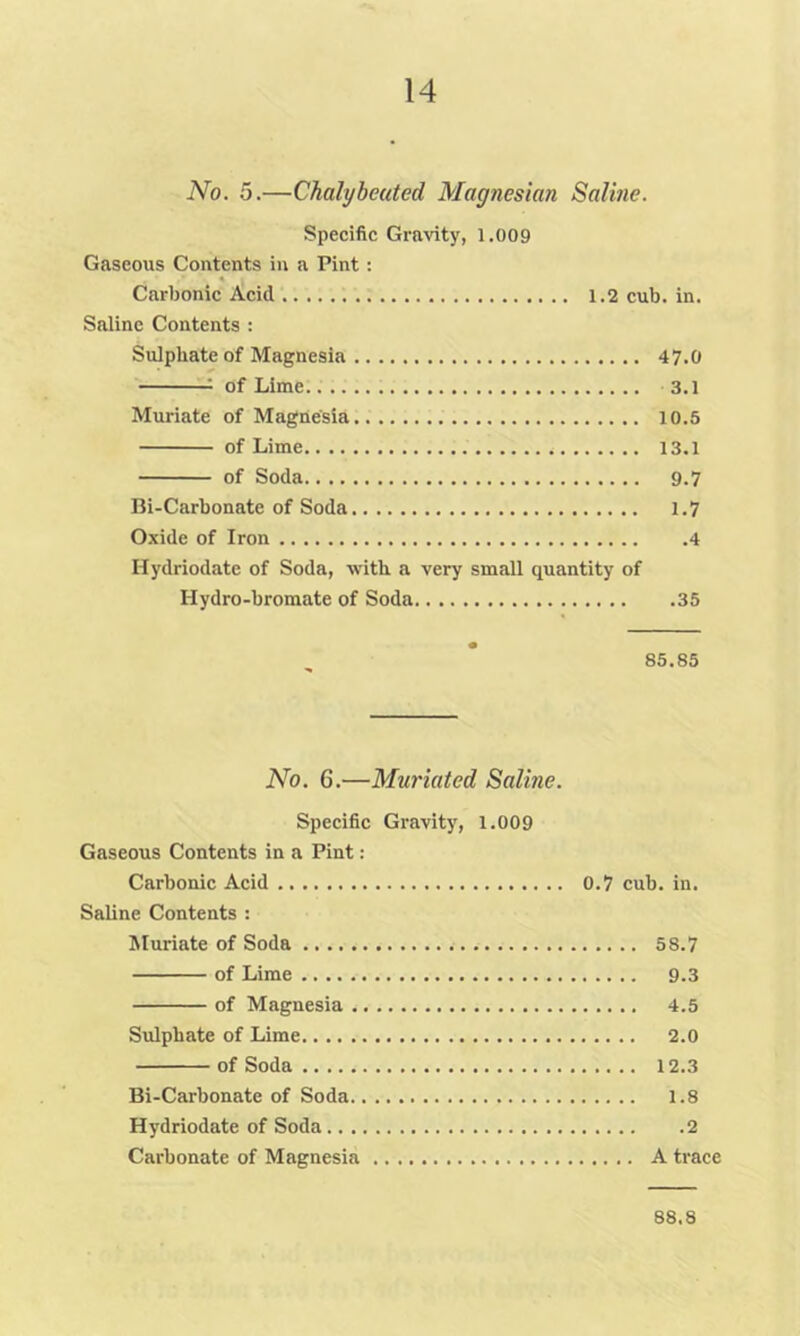 14
No. 5.—Chalybeated Magnesian Saline.
Specific Gravity, 1.009
Gaseous Contents in a Pint :
Carbonic Acid .......................... 1.2 cub. in.
Saline Contents :
Sulphate of Magnesia .......................... 47.0
——— of Lime.......................... 3.1
Muriate of Magnesia.......................... 10.5
——— of Lime.......................... 13.1
——— of Soda.......................... 9.7
Bi-Carbonate of Soda.......................... 1.7
Oxide of Iron .......................... .4
Hydriodate of Soda, with a very small quantity of
Hydro-bromate of Soda.................... .35
85.85
No. 6.—Muriated Saline.
Specific Gravity, 1.009
Gaseous Contents in a Pint :
Carbonic Acid .......................... 0.7 cub. in.
Saline Contents :
Muriate of Soda .......................... 58.7
——— of Lime .......................... 9.3
——— of Magnesia .......................... 4.5
Sulphate of Lime.......................... 2.0
——— of Soda .......................... 12.3
Bi-Carbonate of Soda.......................... 1.8
Hydriodate of Soda .......................... .2
Carbonate of Magnesia .......................... A trace
88.8